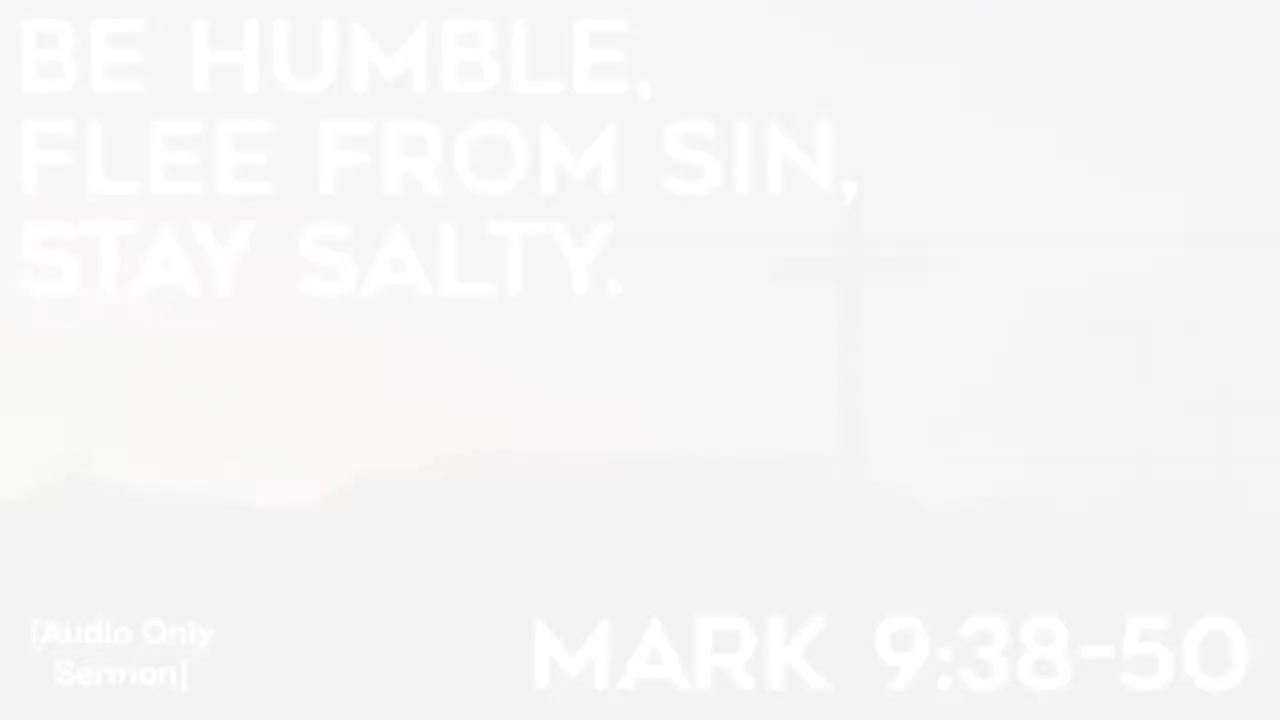 BE HUMBLE,
FLEE FROM SIN,
STAY SALTY.
[Audio Only
Sermon]
MARK 9:38-50